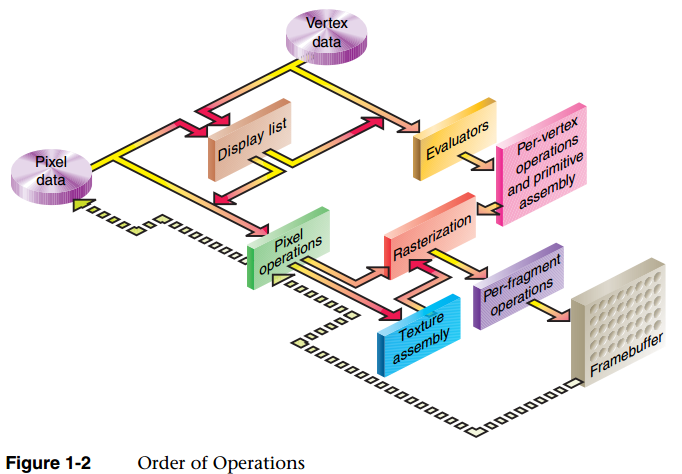 Vertex
data
Display list
Evaluators
Per-vertex
operations
and primitive
assembly
Pixel
data
Pixel
operations
Rasterization
Per-fragment
operations
Texture
assembly
Framebuffer
Figure 1-2 Order of Operations